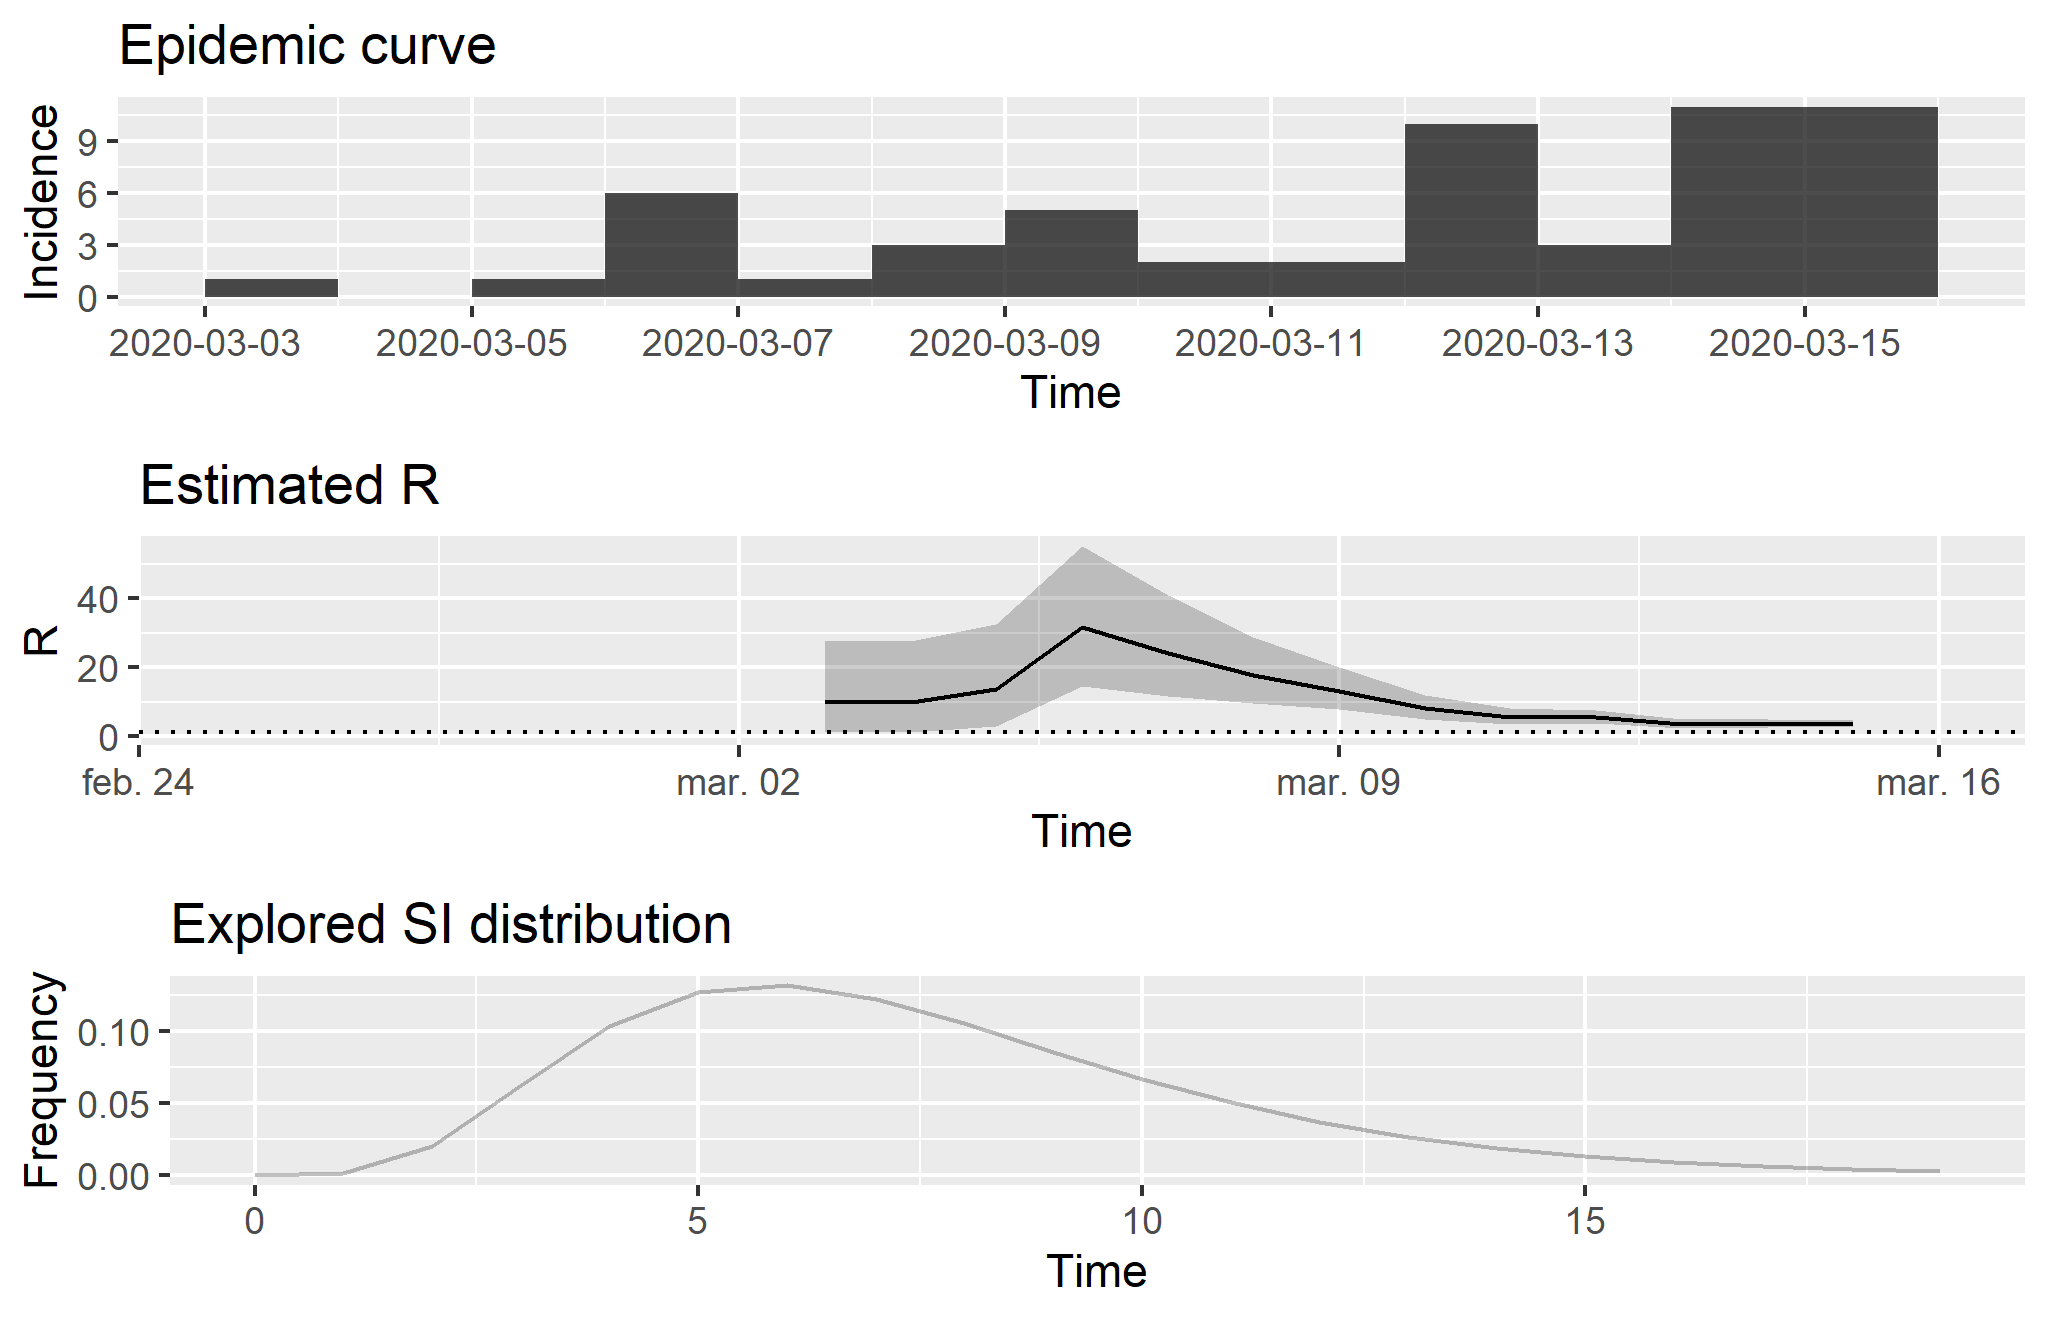 Epidemic curve
Incidence
9
6
3
0
2020-03-03 2020-03-05 2020-03-07 2020-03-09 2020-03-11 2020-03-13 2020-03-15
Time
Estimated R
R
40
20
0
feb. 24 mar. 02 mar. 09 mar. 16
Time
Explored SI distribution
Frequency
0.10
0.05
0.00
0 5 10 15
Time